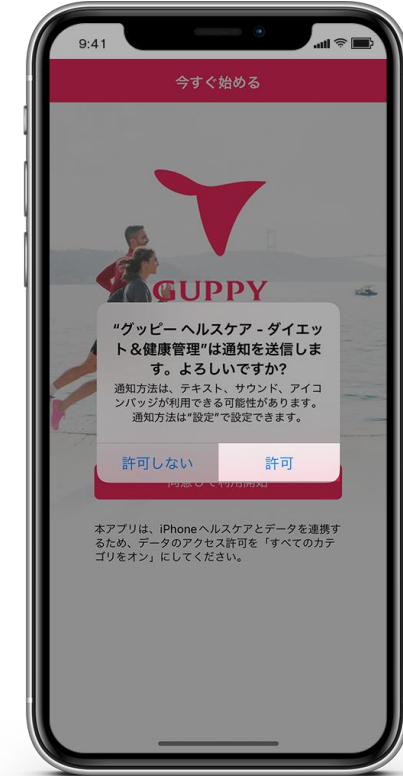 9:41
今すぐ始める
GUPPY
“グッピー ヘルスケア - ダイエッ
ト＆健康管理”は通知を送信しま
す。よろしいですか?
通知方法は、テキスト、サウンド、アイコ
ンバッジが利用できる可能性があります。
通知方法は“設定”で設定できます。
許可しない
許可
同意して利用開始
本アプリは、iPhoneヘルスケアとデータを連携す
るため、データのアクセス許可を「すべてのカテ
ゴリをオン」にしてください。